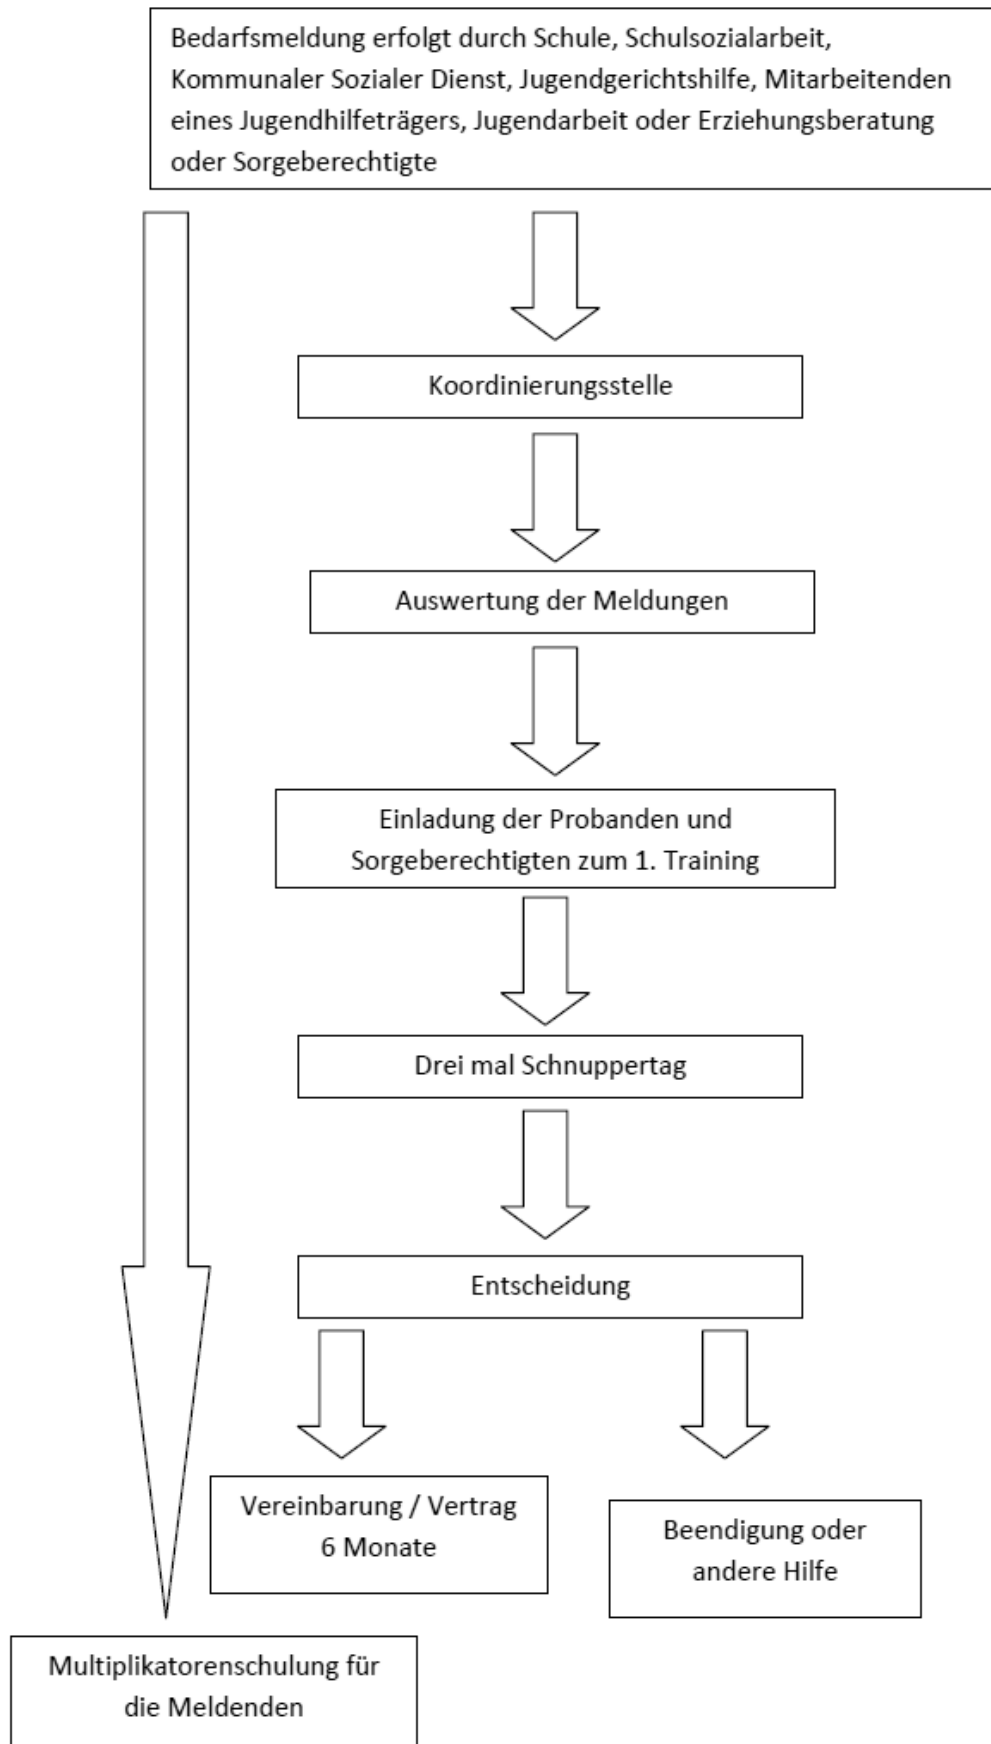 Bedarfsmeldung erfolgt durch Schule, Schulsozialarbeit,
Kommunaler Sozialer Dienst, Jugendgerichtshilfe, Mitarbeitenden
eines Jugendhilfeträgers, Jugendarbeit oder Erziehungsberatung
oder Sorgeberechtigte
Koordinierungsstelle
Auswertung der Meldungen
Einladung der Probanden und
Sorgeberechtigten zum 1. Training
Drei mal Schnuppertag
Entscheidung
Vereinbarung / Vertrag
6 Monate
Beendigung oder
andere Hilfe
Multiplikatorenschulung für
die Meldenden